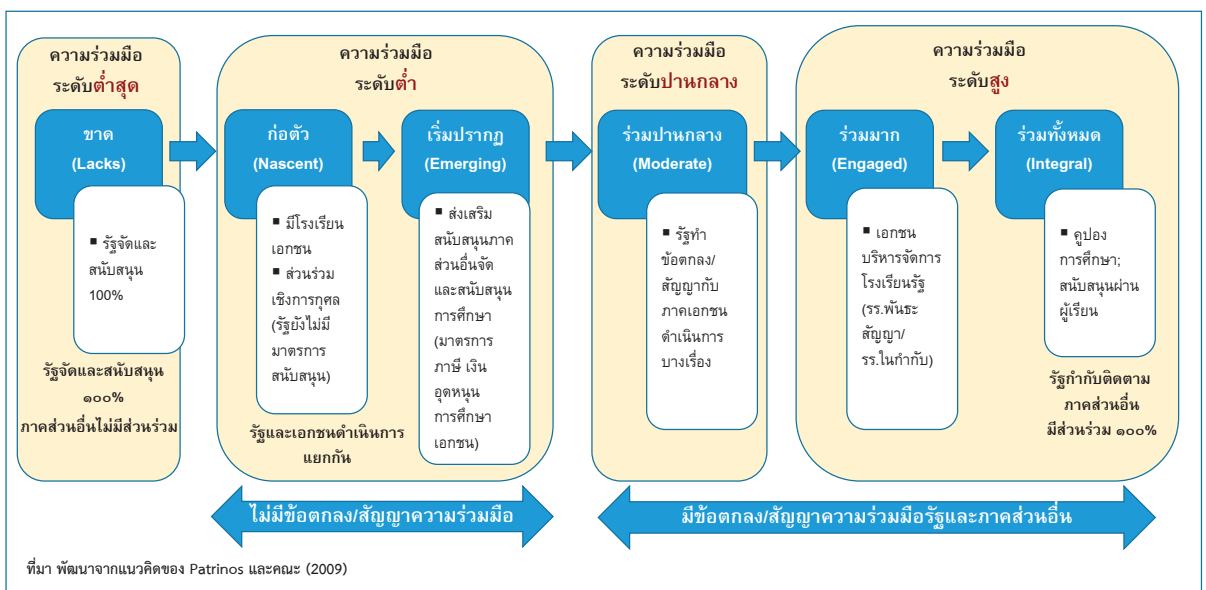 ความร่วมมือ
ระดับต่ำสุด
ขาด
(Lacks)
▪ รัฐจัดและ
สนับสนุน
100%
รัฐจัดและสนับสนุน
๑๐๐%
ภาคส่วนอื่นไม่มีส่วนร่วม
ความร่วมมือ
ระดับต่ำ
ก่อตัว
(Nascent)
▪ มีโรงเรียน
เอกชน
▪ ส่วนร่วม
เชิงการกุศล
(รัฐยังไม่มี
มาตรการ
สนับสนุน)
เริ่มปรากฏ
(Emerging)
▪ ส่งเสริม
สนับสนุนภาค
ส่วนอื่นจัด
และสนับสนุน
การศึกษา
(มาตรการ
ภาษี เงิน
อุดหนุน
การศึกษา
เอกชน)
รัฐและเอกชนดำเนินการ
แยกกัน
ความร่วมมือ
ระดับปานกลาง
ร่วมปานกลาง
(Moderate)
▪ รัฐทำ
ข้อตกลง/
สัญญากับ
ภาคเอกชน
ดำเนินการ
บางเรื่อง
ความร่วมมือ
ระดับสูง
ร่วมมาก
(Engaged)
▪ เอกชน
บริหารจัดการ
โรงเรียนรัฐ
(รร.พันธะ
สัญญา/
รร.ในกำกับ)
ร่วมทั้งหมด
(Integral)
▪ คูปอง
การศึกษา;
สนับสนุนผ่าน
ผู้เรียน
รัฐกำกับติดตาม
ภาคส่วนอื่น
มีส่วนร่วม ๑๐๐%
ไม่มีข้อตกลง/สัญญาความร่วมมือ
มีข้อตกลง/สัญญาความร่วมมือรัฐและภาคส่วนอื่น
ที่มา พัฒนาจากแนวคิดของ Patrinos และคณะ (2009)